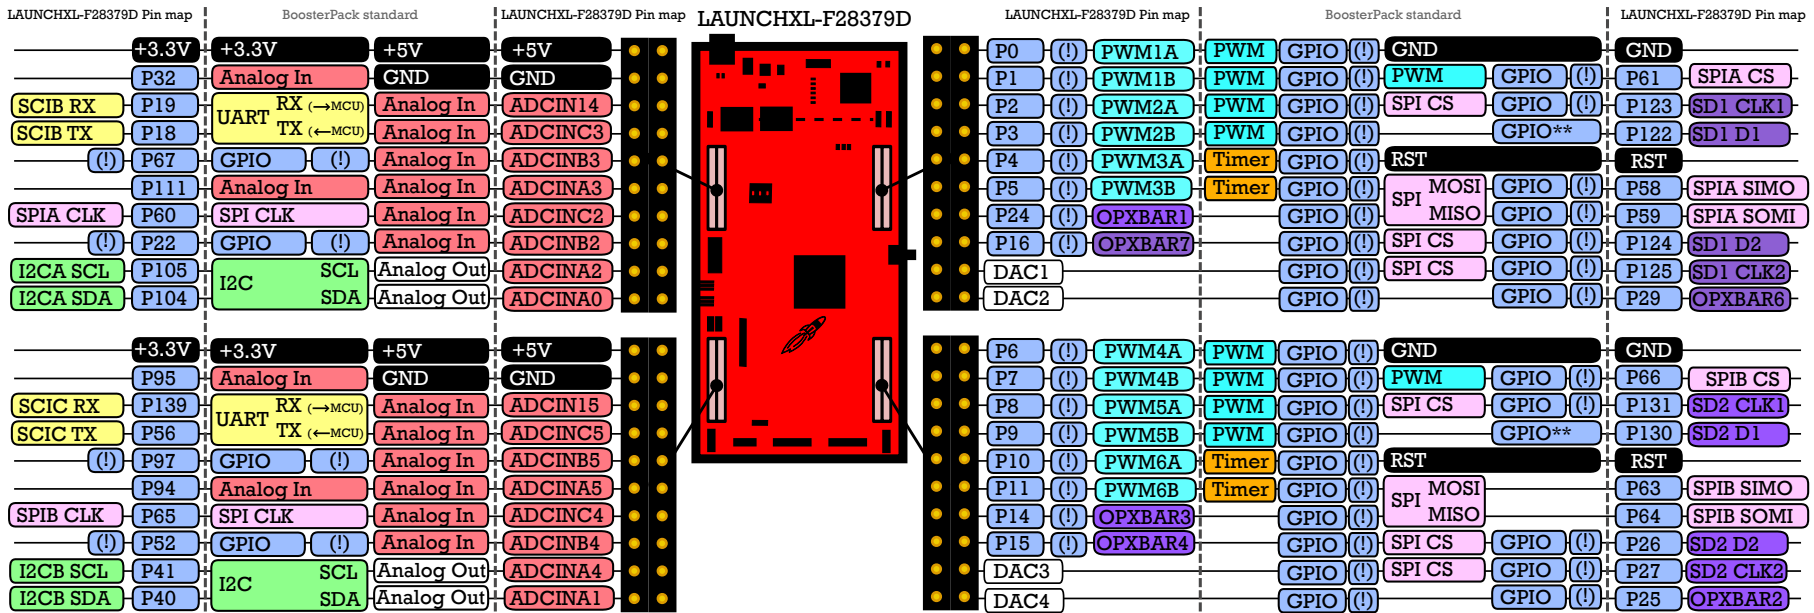 LAUNCHXL-F28379D Pin map BoosterPack standard LAUNCHXL-F28379D Pin map LAUNCHXL-F28379D LAUNCHXL-F28379D Pin map BoosterPack standard LAUNCHXL-F28379D Pin map
+3.3V +3.3V +5V +5V P0 (!) PWM1A PWM GPIO (!) GND GND
P32 Analog In GND GND P1 (!) PWM1B PWM GPIO (!) PWM GPIO (!) P61 SPIA CS
SCIB RX P19 UART RX (→MCU) Analog In ADCIN14 P2 (!) PWM2A PWM GPIO (!) SPI CS GPIO (!) P123 SD1 CLK1
SCIB TX P18 TX (←MCU) Analog In ADCINC3 P3 (!) PWM2B PWM GPIO (!) GPIO** P122 SD1 D1
(!) P67 GPIO (!) Analog In ADCINB3 P4 (!) PWM3A Timer GPIO (!) RST RST
P111 Analog In Analog In ADCINA3 P5 (!) PWM3B Timer GPIO (!) SPI MOSI GPIO (!) P58 SPIA SIMO
SPIA CLK P60 SPI CLK Analog In ADCINC2 P24 (!) OPXBAR1 GPIO (!) MISO GPIO (!) P59 SPIA SOMI
(!) P22 GPIO (!) Analog In ADCINB2 P16 (!) OPXBAR7 GPIO (!) SPI CS GPIO (!) P124 SD1 D2
I2CA SCL P105 I2C SCL Analog Out ADCINA2 DAC1 GPIO (!) SPI CS GPIO (!) P125 SD1 CLK2
I2CA SDA P104 SDA Analog Out ADCINA0 DAC2 GPIO (!) GPIO (!) P29 OPXBAR6
+3.3V +3.3V +5V +5V P6 (!) PWM4A PWM GPIO (!) GND GND
P95 Analog In GND GND P7 (!) PWM4B PWM GPIO (!) PWM GPIO (!) P66 SPIB CS
SCIC RX P139 UART RX (→MCU) Analog In ADCIN15 P8 (!) PWM5A PWM GPIO (!) SPI CS GPIO (!) P131 SD2 CLK1
SCIC TX P56 TX (←MCU) Analog In ADCINC5 P9 (!) PWM5B PWM GPIO (!) GPIO** P130 SD2 D1
(!) P97 GPIO (!) Analog In ADCINB5 P10 (!) PWM6A Timer GPIO (!) RST RST
P94 Analog In Analog In ADCINA5 P11 (!) PWM6B Timer GPIO (!) SPI MOSI P63 SPIB SIMO
SPIB CLK P65 SPI CLK Analog In ADCINC4 P14 (!) OPXBAR3 GPIO (!) MISO P64 SPIB SOMI
(!) P52 GPIO (!) Analog In ADCINB4 P15 (!) OPXBAR4 GPIO (!) SPI CS GPIO (!) P26 SD2 D2
I2CB SCL P41 I2C SCL Analog Out ADCINA4 DAC3 GPIO (!) SPI CS GPIO (!) P27 SD2 CLK2
I2CB SDA P40 SDA Analog Out ADCINA1 DAC4 GPIO (!) GPIO (!) P25 OPXBAR2